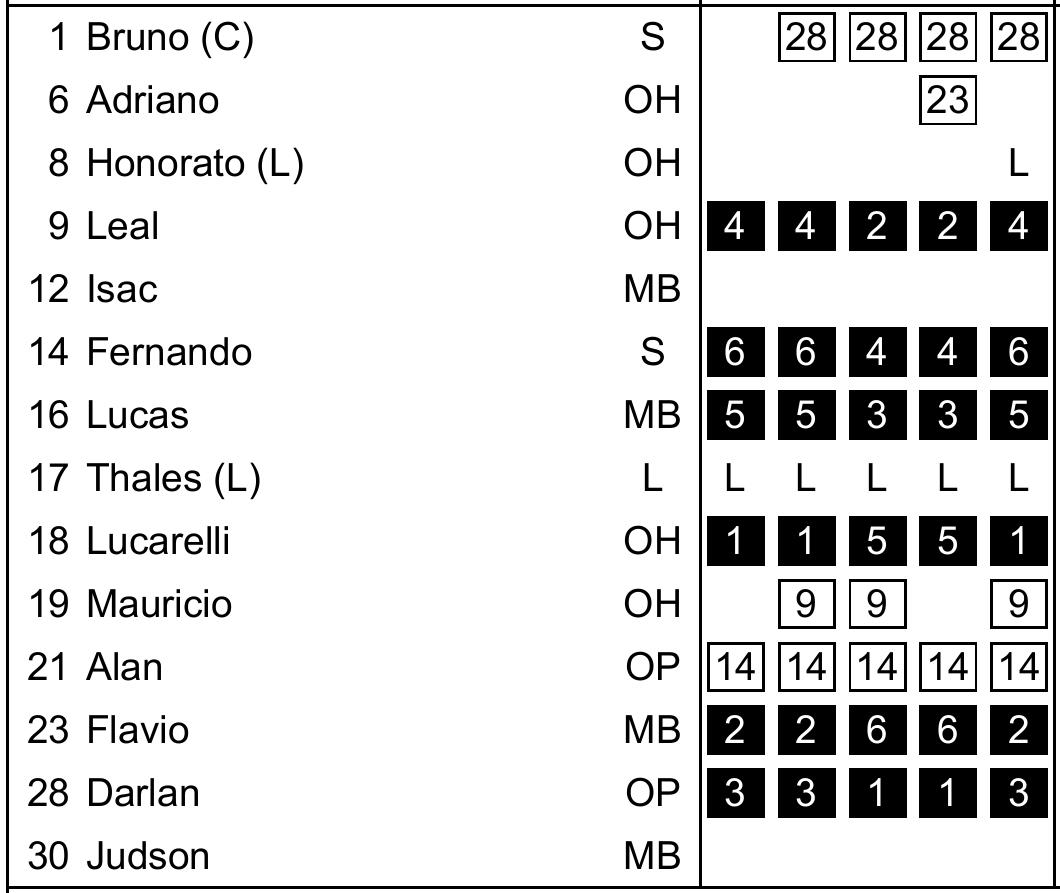 1 Bruno (C) S 28 28 28 28
6 Adriano OH 23
8 Honorato (L) OH L
9 Leal OH 4 4 2 2 4
12 Isac MB
14 Fernando S 6 6 4 4 6
16 Lucas MB 5 5 3 3 5
17 Thales (L) L L L L L L
18 Lucarelli OH 1 1 5 5 1
19 Mauricio OH 9 9 9
21 Alan OP 14 14 14 14 14
23 Flavio MB 2 2 6 6 2
28 Darlan OP 3 3 1 1 3
30 Judson MB